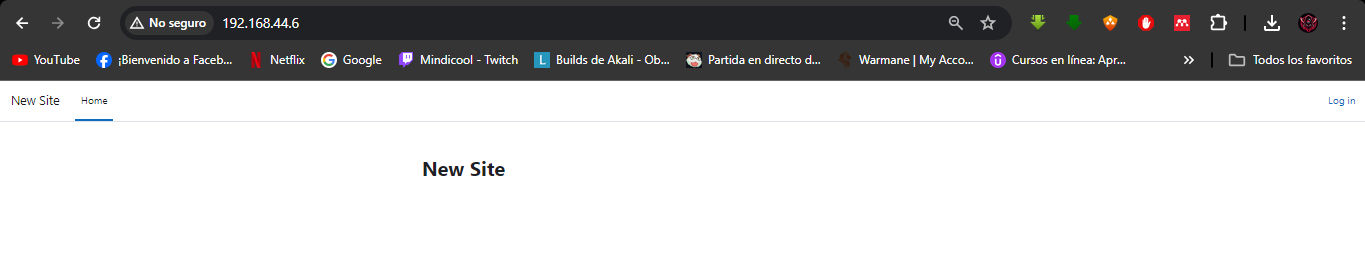 No seguro 192.168.44.6
YouTube ¡Bienvenido a Faceb... Netflix Google Mindicool - Twitch L Builds de Akali - Ob... Partida en directo d... Warmane | My Acco... Cursos en línea: Apr... » Todos los favoritos
New Site Home Log in
New Site